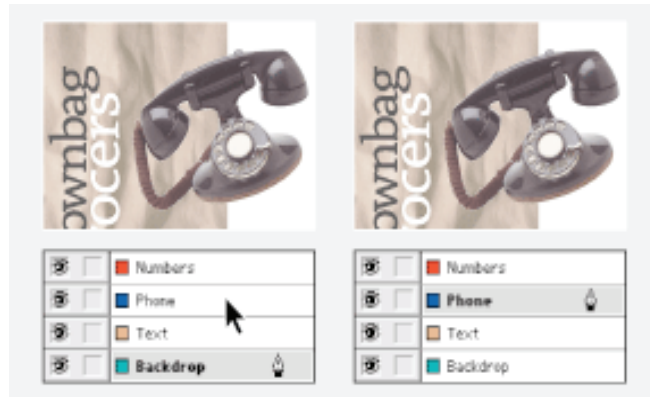 ownbag
ocers
ownbag
ocers
Numbers
Phone
Text
Backdrop
Numbers
Phone
Text
Backdrop